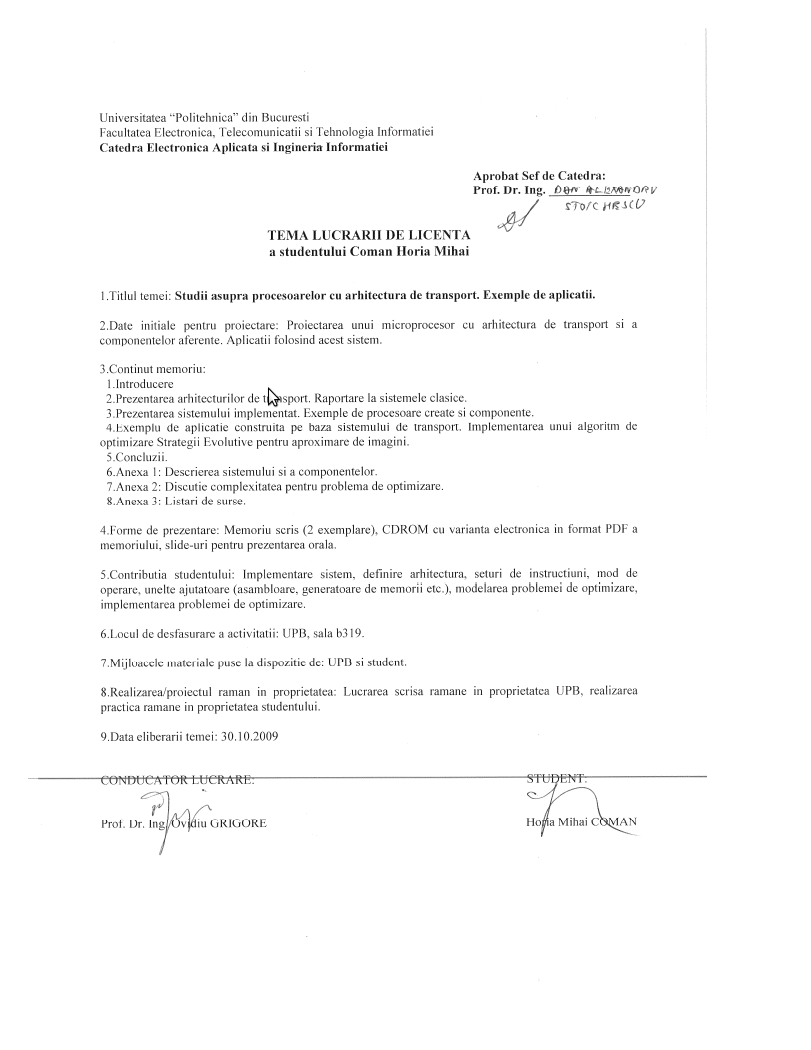 Universitatea “Politehnica” din Bucuresti
Facultatea Electronica, Telecomunicatii si Tehnologia Informatiei
Catedra Electronica Aplicata si Ingineria Informatiei
Aprobat Sef de Catedra:
Prof. Dr. Ing. DAN ALEXANDRU
STOICHESCU
TEMA LUCRARII DE LICENTA
a studentului Coman Horia Mihai
1.Titlul temei: Studii asupra procesoarelor cu arhitectura de transport. Exemple de aplicatii.
2.Date initiale pentru proiectare: Proiectarea unui microprocesor cu arhitectura de transport si a
componentelor aferente. Aplicatii folosind acest sistem.
3.Continut memoriu:
1.Introducere
2.Prezentarea arhitecturilor de transport. Raportare la sistemele clasice.
3.Prezentarea sistemului implementat. Exemple de procesoare create si componente.
4.Exemplu de aplicatie construita pe baza sistemului de transport. Implementarea unui algoritm de
optimizare Strategii Evolutive pentru aproximare de imagini.
5.Concluzii.
6.Anexa 1: Descrierea sistemului si a componentelor.
7.Anexa 2: Discutie complexitatea pentru problema de optimizare.
8.Anexa 3: Listari de surse.
4.Forme de prezentare: Memoriu scris (2 exemplare), CDROM cu varianta electronica in format PDF a
memoriului, slide-uri pentru prezentarea orala.
5.Contributia studentului: Implementare sistem, definire arhitectura, seturi de instructiuni, mod de
operare, unelte ajutatoare (asambloare, generatoare de memorii etc.), modelarea problemei de optimizare,
implementarea problemei de optimizare.
6.Locul de desfasurare a activitatii: UPB, sala b319.
7.Mijloacele materiale puse la dispozitie de: UPB si student.
8.Realizarea/proiectul raman in proprietatea: Lucrarea scrisa ramane in proprietatea UPB, realizarea
practica ramane in proprietatea studentului.
9.Data eliberarii temei: 30.10.2009
CONDUCATOR LUCRARE: STUDENT:
Prof. Dr. Ing. Ovidiu GRIGORE Horia Mihai COMAN